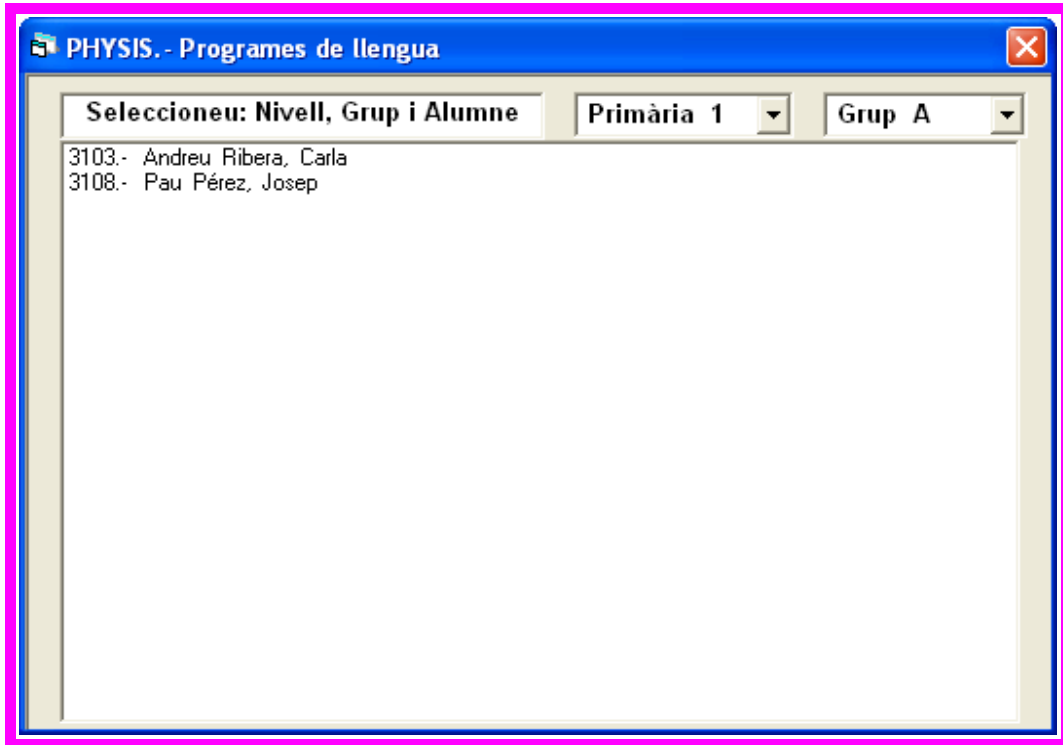 PHYSIS.- Programes de llengua
Seleccioneu: Nivell, Grup i Alumne Primària 1 Grup A
3103.- Andreu Ribera, Carla
3108.- Pau Pérez, Josep